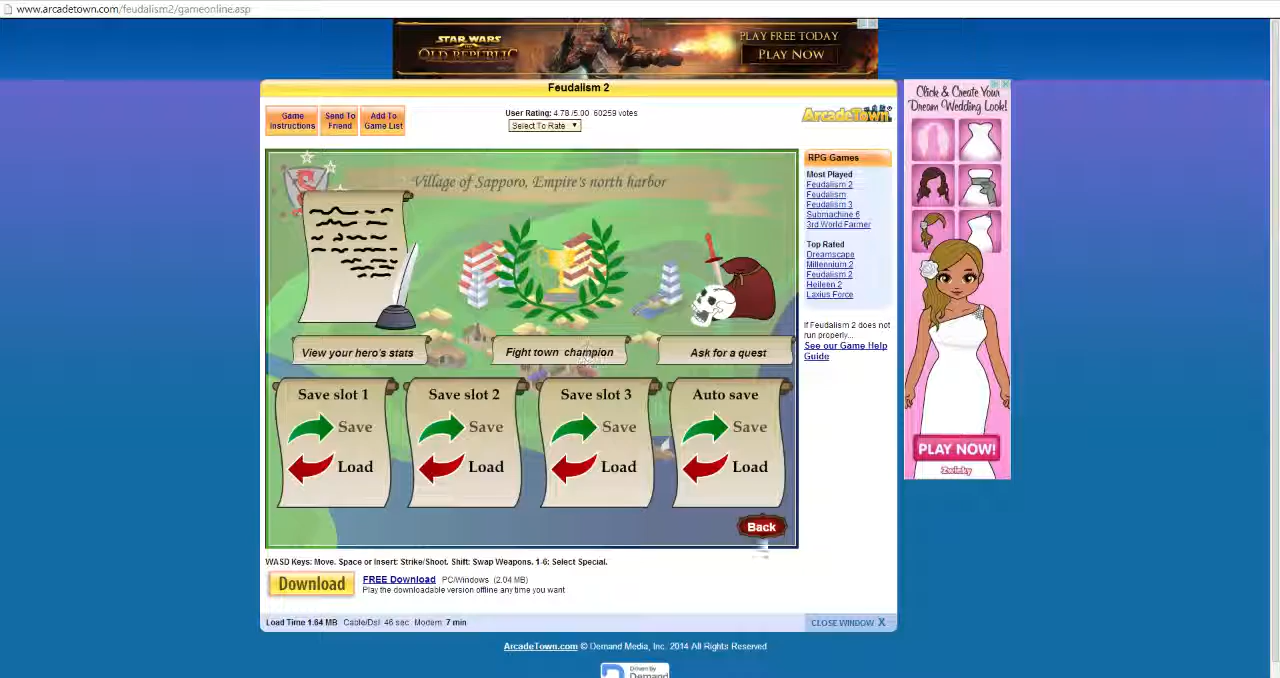 www.arcadetown.com/feudalism2/gameonline.asp
STAR WARS
THE OLD REPUBLIC
PLAY FREE TODAY
PLAY NOW
Feudalism 2
Game Instructions
Send To Friend
Add To Game List
User Rating: 4.78 /5.00 60259 votes
Select To Rate
ArcadeTown
Village of Sapporo, Empire's north harbor
View your hero's stats
Fight town champion
Ask for a quest
Save slot 1
Save
Load
Save slot 2
Save
Load
Save slot 3
Save
Load
Auto save
Save
Load
Back
RPG Games
Most Played
Feudalism 2
Feudalism
Feudalism 3
Submachine 6
3rd World Farmer
Top Rated
Dreamscape
Millennium 2
Feudalism 2
Heileen 2
Laxius Force
If Feudalism 2 does not
run properly...
See our Game Help
Guide
Click & Create Your
Dream Wedding Look!
PLAY NOW!
Zwinky
WASD Keys: Move. Space or Insert: Strike/Shoot. Shift: Swap Weapons. 1-6: Select Special.
Download
FREE Download PC/Windows (2.04 MB)
Play the downloadable version offline any time you want
Load Time 1.64 MB Cable/Dsl: 46 sec Modem: 7 min
CLOSE WINDOW X
ArcadeTown.com © Demand Media, Inc. 2014 All Rights Reserved
Driven By
Demand